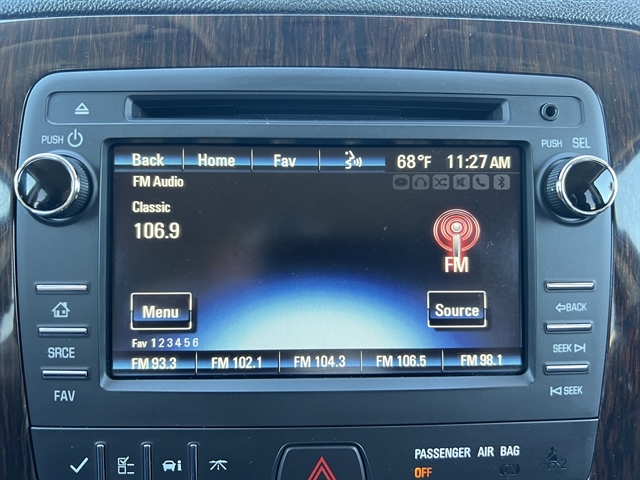 PUSH
PUSH SEL
Back Home Fav 68°F 11:27 AM
FM Audio
Classic
106.9
FM
Menu
Source
Fav 1 2 3 4 5 6
FM 93.3 FM 102.1 FM 104.3 FM 106.5 FM 98.1
BACK
SRCE
SEEK
FAV
SEEK
PASSENGER AIR BAG
OFF ON